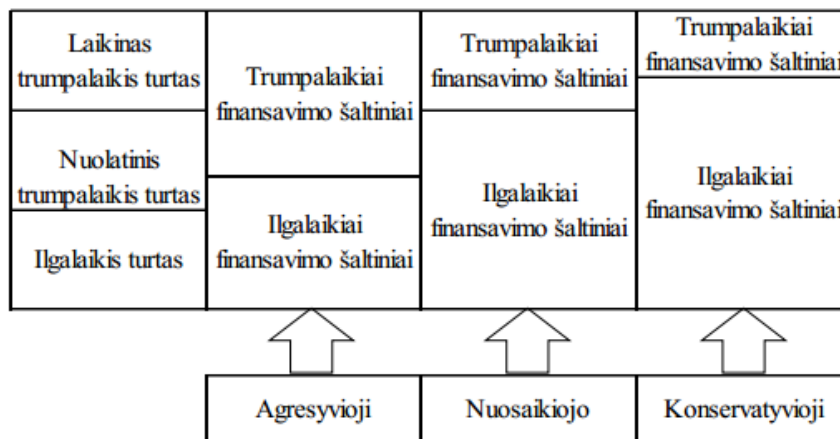 Laikinas
trumpalaikis turtas
Nuolatinis
trumpalaikis turtas
Ilgalaikis turtas
Trumpalaikiai
finansavimo šaltiniai
Ilgalaikiai
finansavimo šaltiniai
Trumpalaikiai
finansavimo šaltiniai
Ilgalaikiai
finansavimo šaltiniai
Trumpalaikiai
finansavimo šaltiniai
Ilgalaikiai
finansavimo šaltiniai
Agresyvioji
Nuosaikiojo
Konservatyvioji